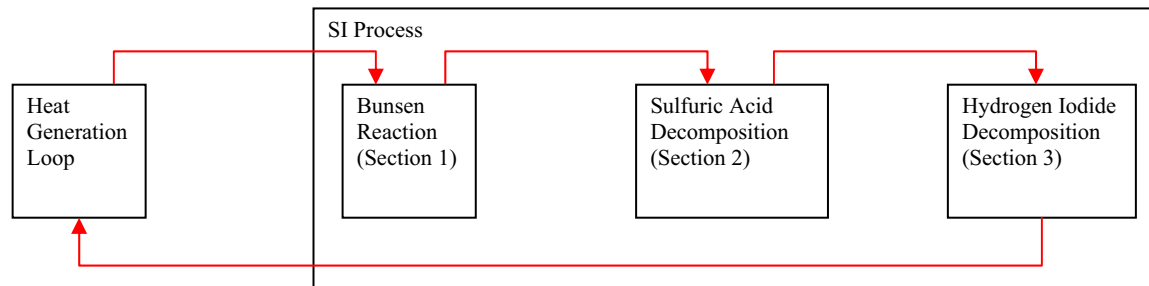 SI Process
Heat
Generation
Loop
Bunsen
Reaction
(Section 1)
Sulfuric Acid
Decomposition
(Section 2)
Hydrogen Iodide
Decomposition
(Section 3)